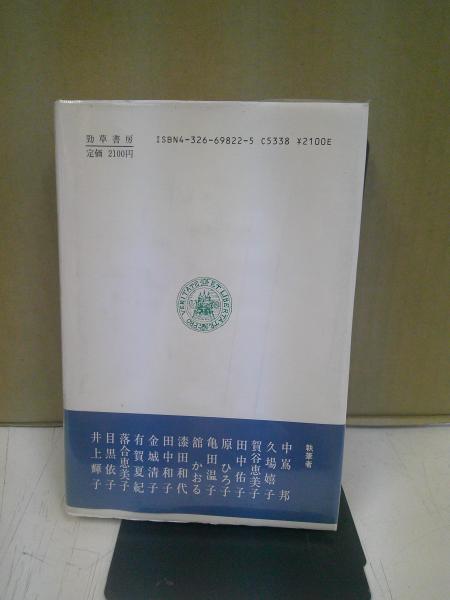 勁草書房
定価 2100円
ISBN4-326-69822-5 C5338 ¥2100E
VERITATE ET LIBERTATE
執筆者
中嶌 邦
久場嬉子
賀谷恵美子
田中佑子
原 ひろ子
亀田温子
舘 かおる
漆田和代
田中和子
金城清子
有賀夏紀
落合恵美子
目黒依子
井上輝子